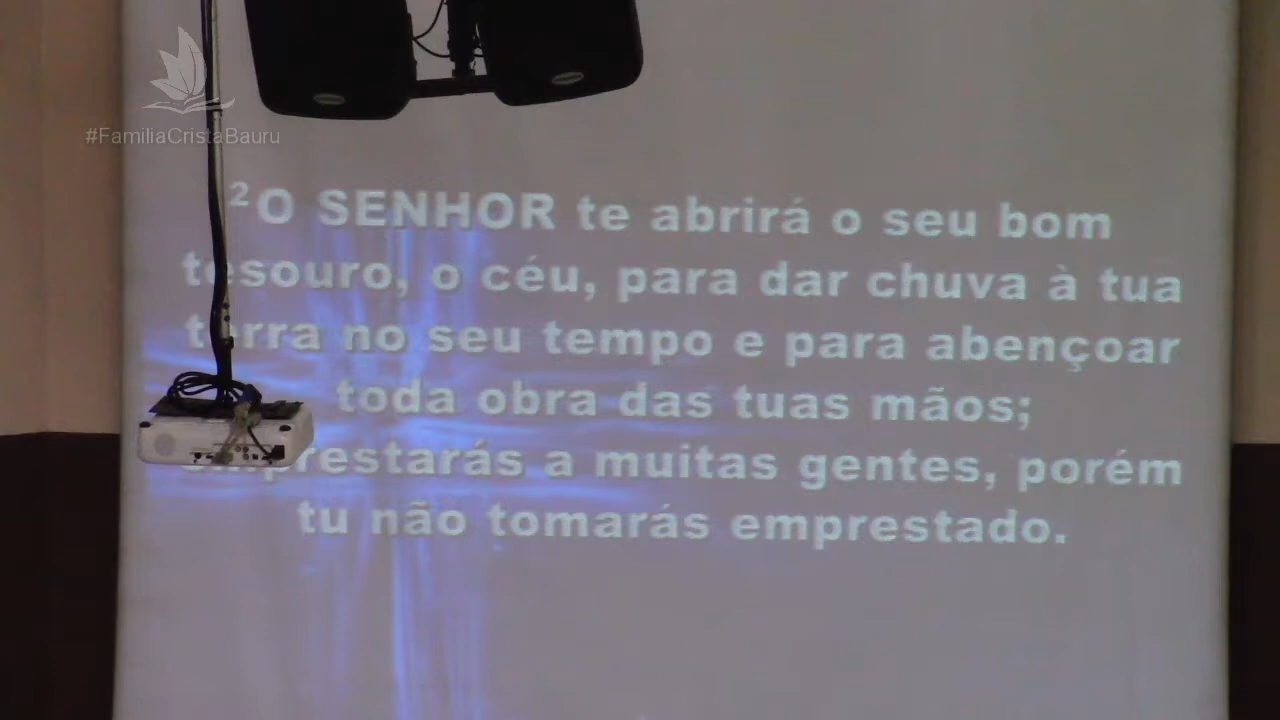 #FamiliaCristaBauru
²O SENHOR te abrirá o seu bom
tesouro, o céu, para dar chuva à tua
terra no seu tempo e para abençoar
toda obra das tuas mãos;
emprestarás a muitas gentes, porém
tu não tomarás emprestado.